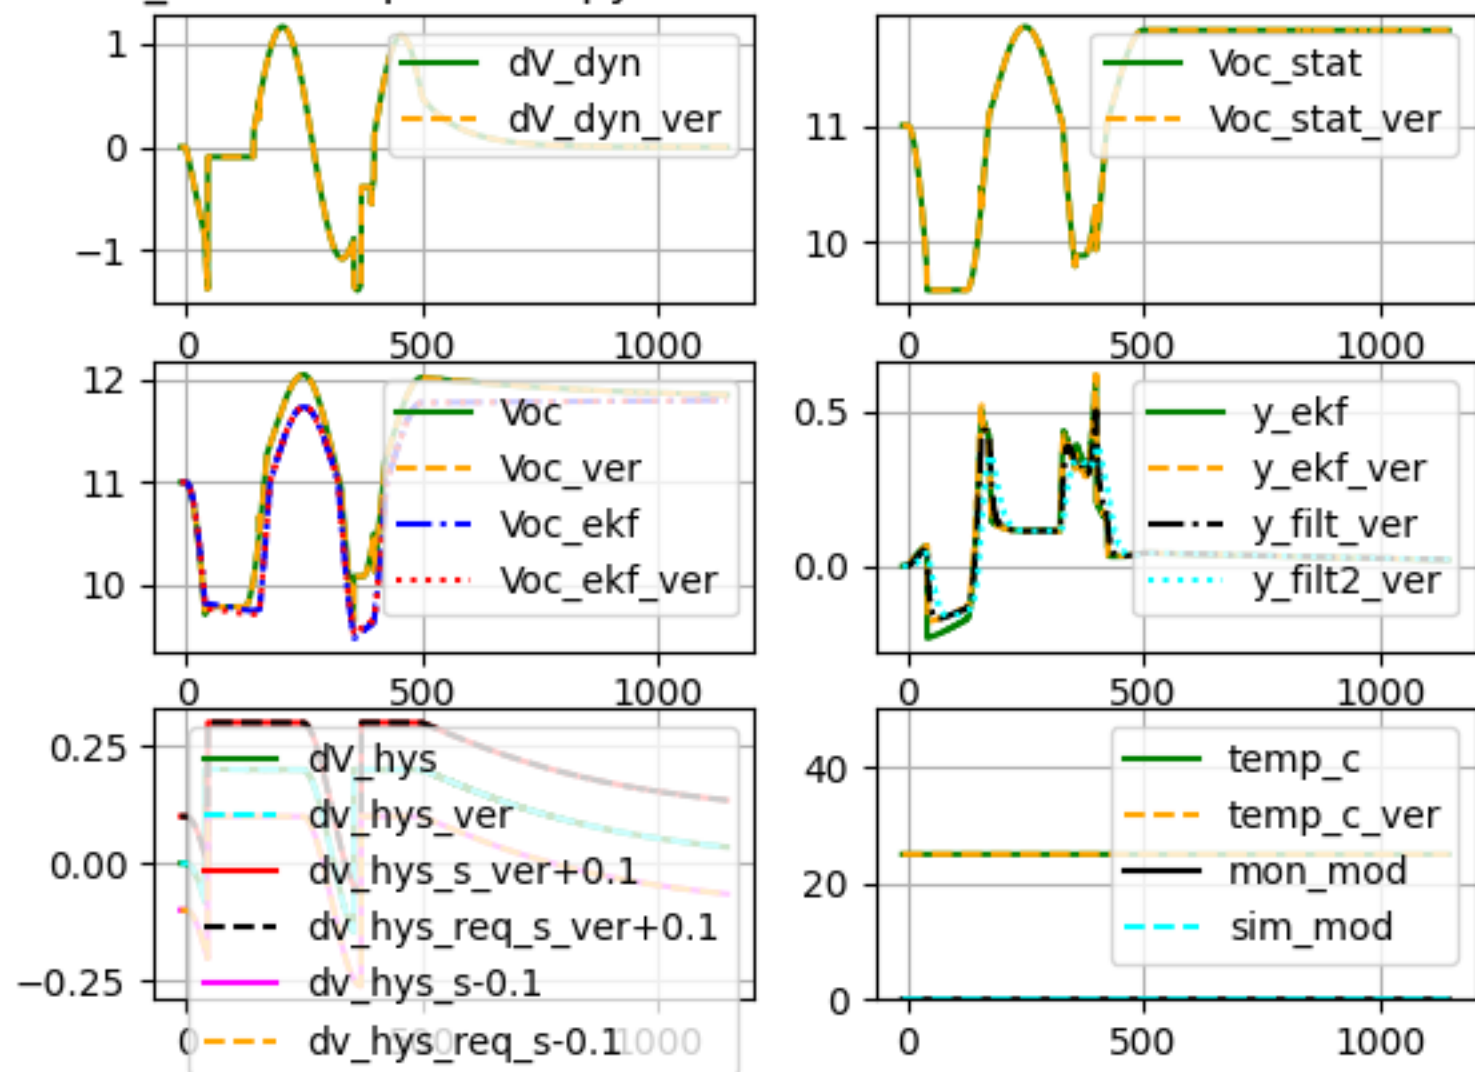 1
0
−1
dV_dyn
dV_dyn_ver
0
500
1000
11
10
Voc_stat
Voc_stat_ver
0
500
1000
12
11
10
Voc
Voc_ver
Voc_ekf
Voc_ekf_ver
0
500
1000
0.5
0.0
y_ekf
y_ekf_ver
y_filt_ver
y_filt2_ver
0
500
1000
0.25
0.00
−0.25
dV_hys
dv_hys_ver
dv_hys_s_ver+0.1
dv_hys_req_s_ver+0.1
dv_hys_s-0.1
dv_hys_req_s-0.1
0
500
1000
40
20
0
temp_c
temp_c_ver
mon_mod
sim_mod
0
500
1000